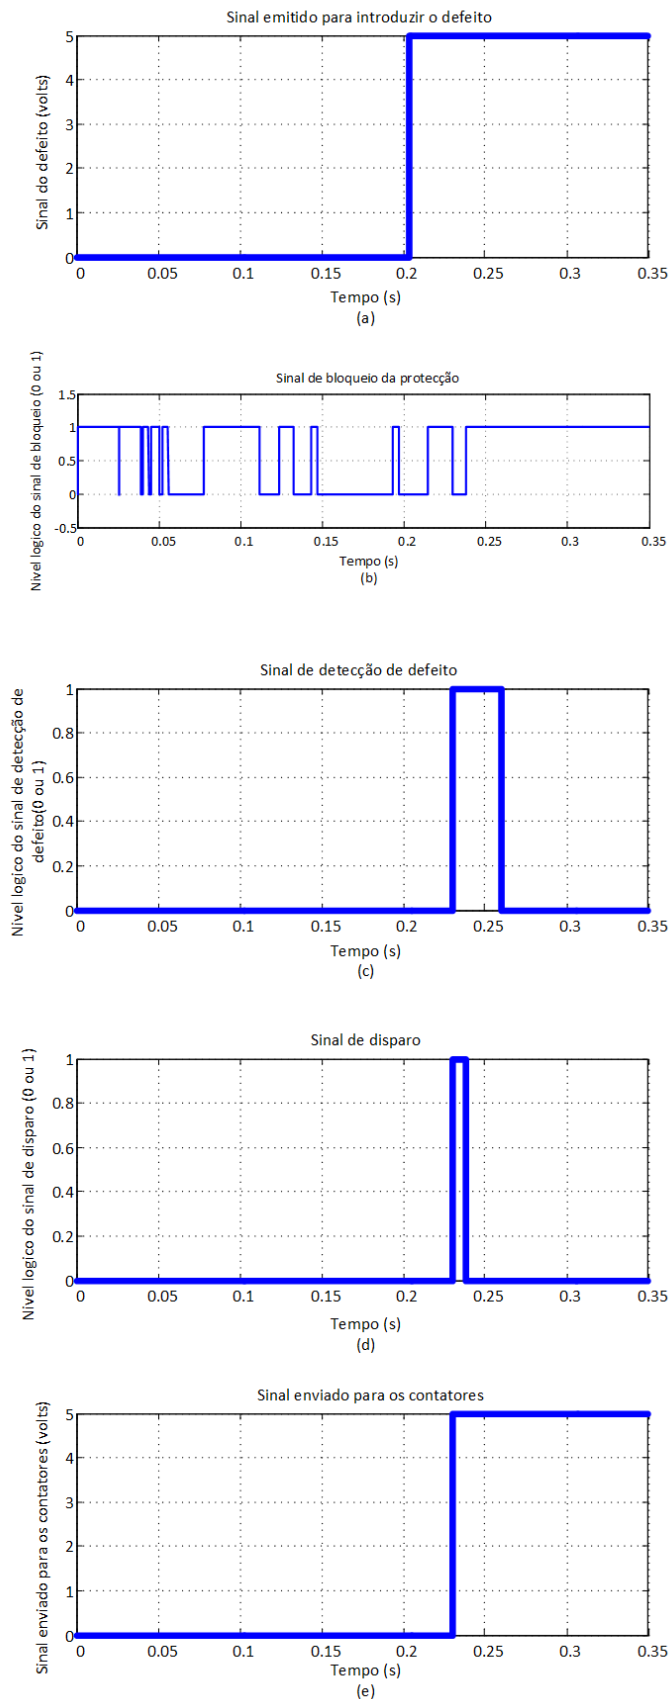 Sinal emitido para introduzir o defeito
Sinal do defeito (volts)
5
4
3
2
1
0
0 0.05 0.1 0.15 0.2 0.25 0.3 0.35
Tempo (s)
(a)
Sinal de bloqueio da protecção
Nivel logico do sinal de bloqueio (0 ou 1)
1.5
1
0.5
0
-0.5
0 0.05 0.1 0.15 0.2 0.25 0.3 0.35
Tempo (s)
(b)
Sinal de detecção de defeito
Nivel logico do sinal de detecção de
defeito(0 ou 1)
1
0.8
0.6
0.4
0.2
0
0 0.05 0.1 0.15 0.2 0.25 0.3 0.35
Tempo (s)
(c)
Sinal de disparo
Nivel logico do sinal de disparo (0 ou 1)
1
0.8
0.6
0.4
0.2
0
0 0.05 0.1 0.15 0.2 0.25 0.3 0.35
Tempo (s)
(d)
Sinal enviado para os contatores
Sinal enviado para os contatores (volts)
5
4
3
2
1
0
0 0.05 0.1 0.15 0.2 0.25 0.3 0.35
Tempo (s)
(e)